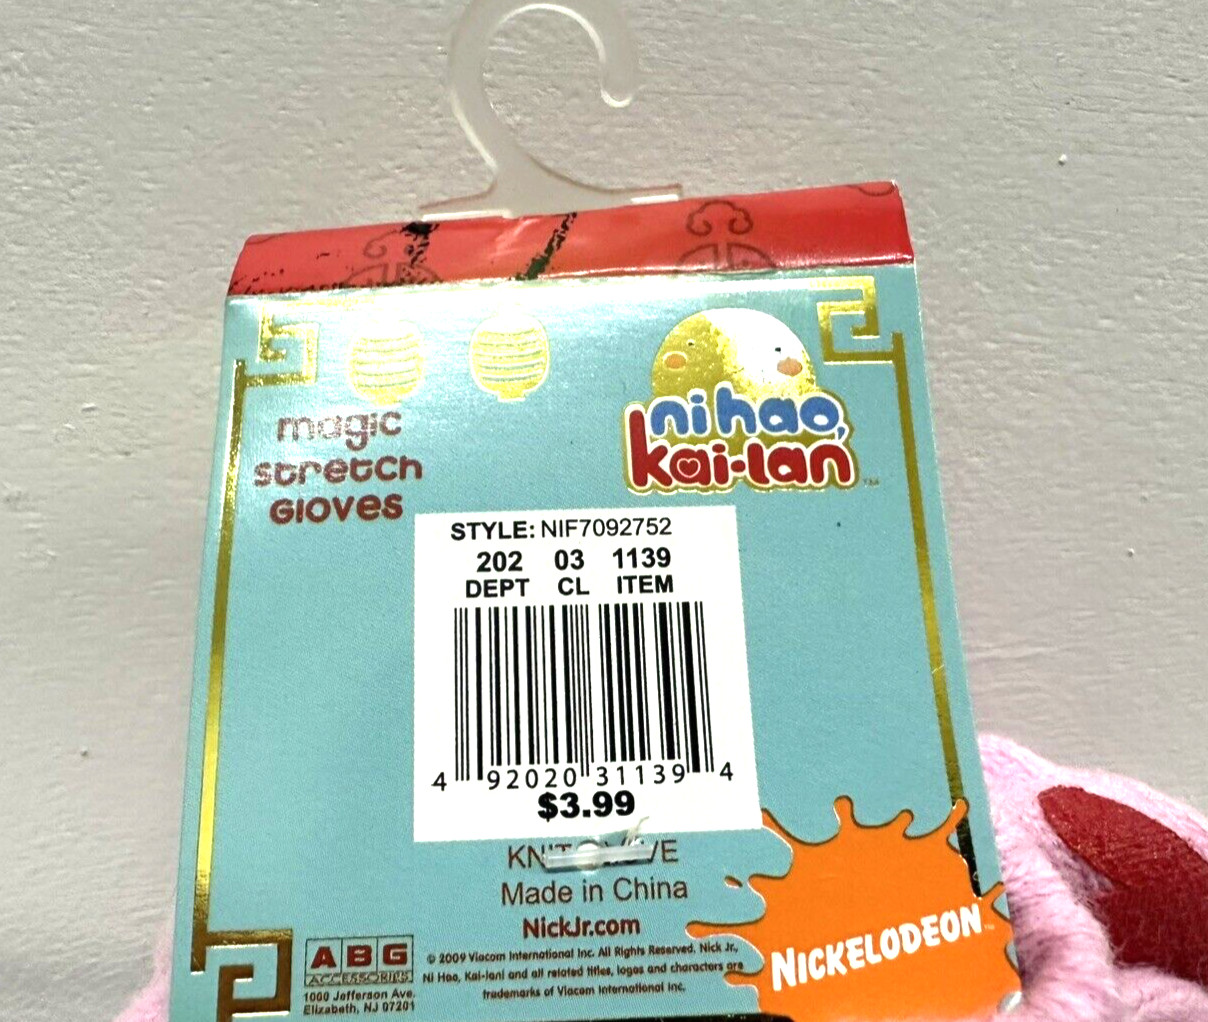 magic
stretch
Gloves
ni hao,
kai-lan™
STYLE: NIF7092752
202 03 1139
DEPT CL ITEM
4 92020 31139 4
$3.99
Made in China
NickJr.com
ABG
ACCESSORIES
1000 Jefferson Ave.
Elizabeth, NJ 07201
© 2009 Viacom International Inc. All Rights Reserved. Nick Jr.,
Ni Hao, Kai-lan! and all related titles, logos and characters are
trademarks of Viacom International Inc.
NICKELODEON™